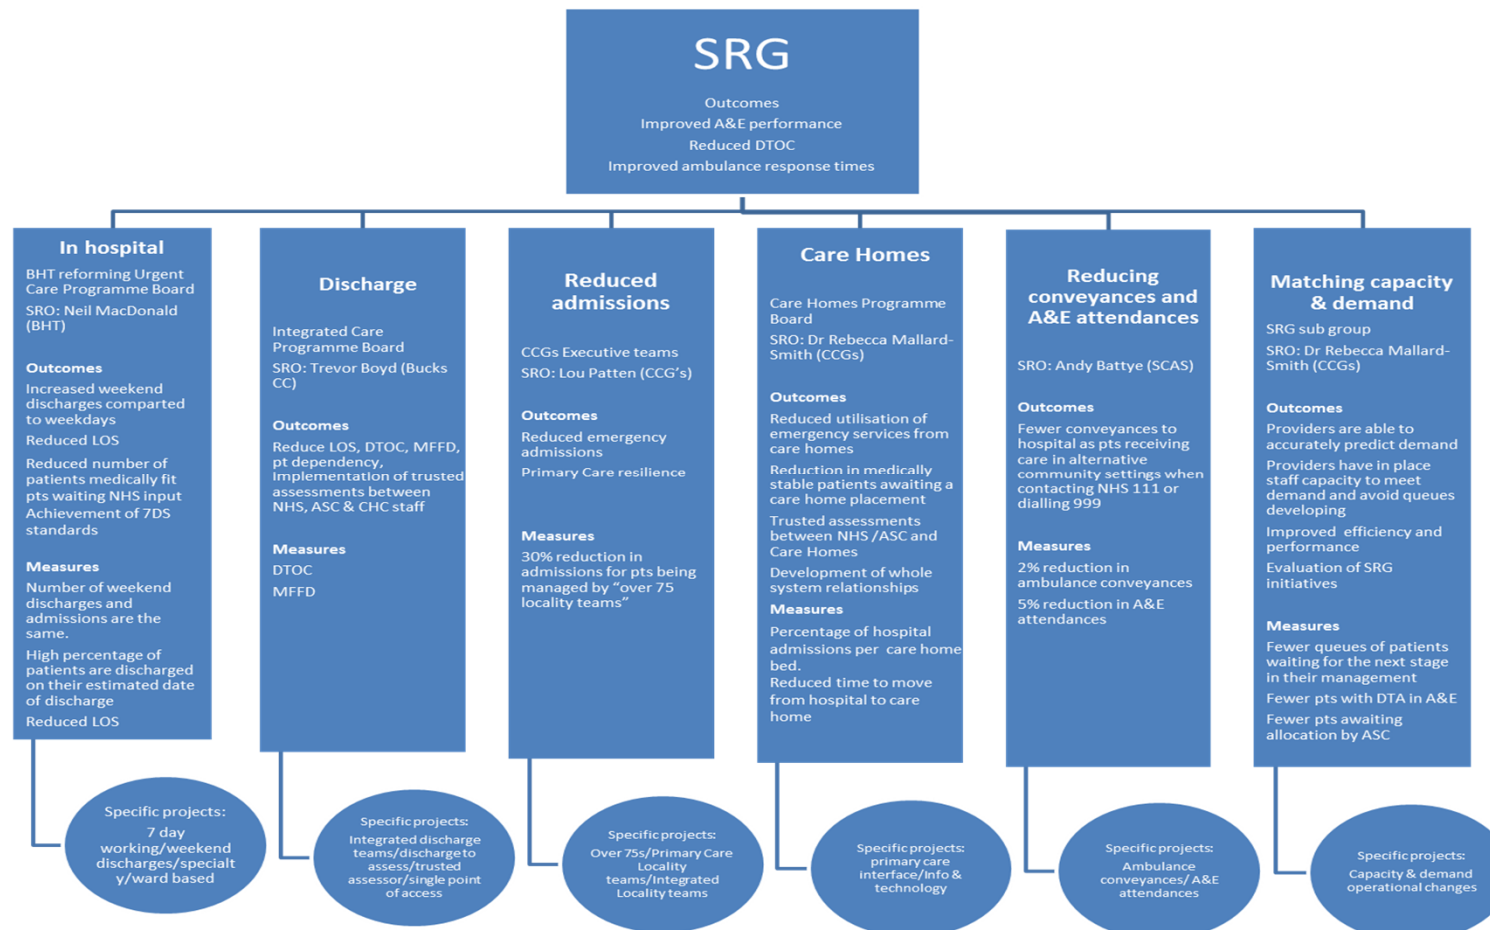 SRG
Outcomes
Improved A&E performance
Reduced DTOC
Improved ambulance response times
In hospital
BHT reforming Urgent
Care Programme Board
SRO: Neil MacDonald
(BHT)
Outcomes
Increased weekend
discharges comparted
to weekdays
Reduced LOS
Reduced number of
patients medically fit
pts waiting NHS input
Achievement of 7DS
standards
Measures
Number of weekend
discharges and
admissions are the
same.
High percentage of
patients are discharged
on their estimated date
of discharge
Reduced LOS
Specific projects:
7 day
working/weekend
discharges/specialt
y/ward based
Discharge
Integrated Care
Programme Board
SRO: Trevor Boyd (Bucks
CC)
Outcomes
Reduce LOS, DTOC, MFFD,
pt dependency,
Implementation of trusted
assessments between
NHS, ASC & CHC staff
Measures
DTOC
MFFD
Specific projects:
Integrated discharge
teams/discharge to
assess/trusted
assessor/single point
of access
Reduced
admissions
CCGs Executive teams
SRO: Lou Patten (CCG’s)
Outcomes
Reduced emergency
admissions
Primary Care resilience
Measures
30% reduction in
admissions for pts being
managed by “over 75
locality teams”
Specific projects:
Over 75s/Primary Care
Locality
teams/Integrated
Locality teams
Care Homes
Care Homes Programme
Board
SRO: Dr Rebecca Mallard-
Smith (CCGs)
Outcomes
Reduced utilisation of
emergency services from
care homes
Reduction in medically
stable patients awaiting a
care home placement
Trusted assessments
between NHS /ASC and
Care Homes
Development of whole
system relationships
Measures
Percentage of hospital
admissions per care home
bed.
Reduced time to move
from hospital to care
home
Specific projects:
primary care
interface/Info &
technology
Reducing
conveyances and
A&E attendances
SRO: Andy Battye (SCAS)
Outcomes
Fewer conveyances to
hospital as pts receiving
care in alternative
community settings when
contacting NHS 111 or
dialling 999
Measures
2% reduction in
ambulance conveyances
5% reduction in A&E
attendances
Specific projects:
Ambulance
conveyances/ A&E
attendances
Matching capacity
& demand
SRG sub group
SRO: Dr Rebecca Mallard-
Smith (CCGs)
Outcomes
Providers are able to
accurately predict demand
Providers have in place
staff capacity to meet
demand and avoid queues
developing
Improved efficiency and
performance
Evaluation of SRG
initiatives
Measures
Fewer queues of patients
waiting for the next stage
in their management
Fewer pts with DTA in A&E
Fewer pts awaiting
allocation by ASC
Specific projects:
Capacity & demand
operational changes